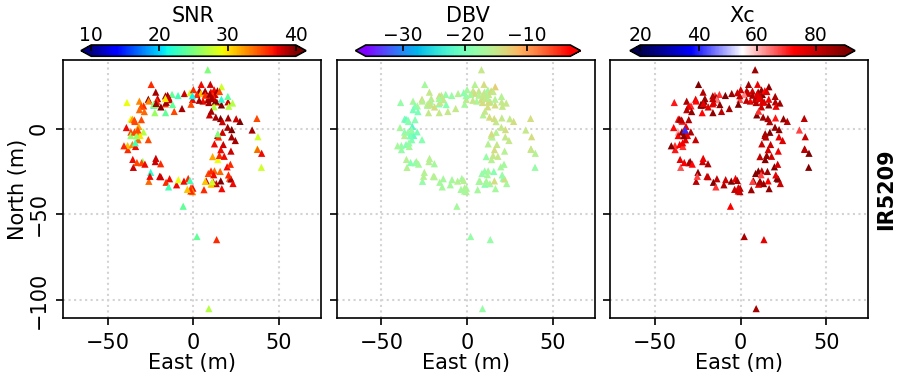 SNR DBV Xc
10 20 30 40 −30 −20 −10 20 40 60 80
0
−50
−100
North (m)
IR5209
−50 0 50 −50 0 50 −50 0 50
East (m) East (m) East (m)